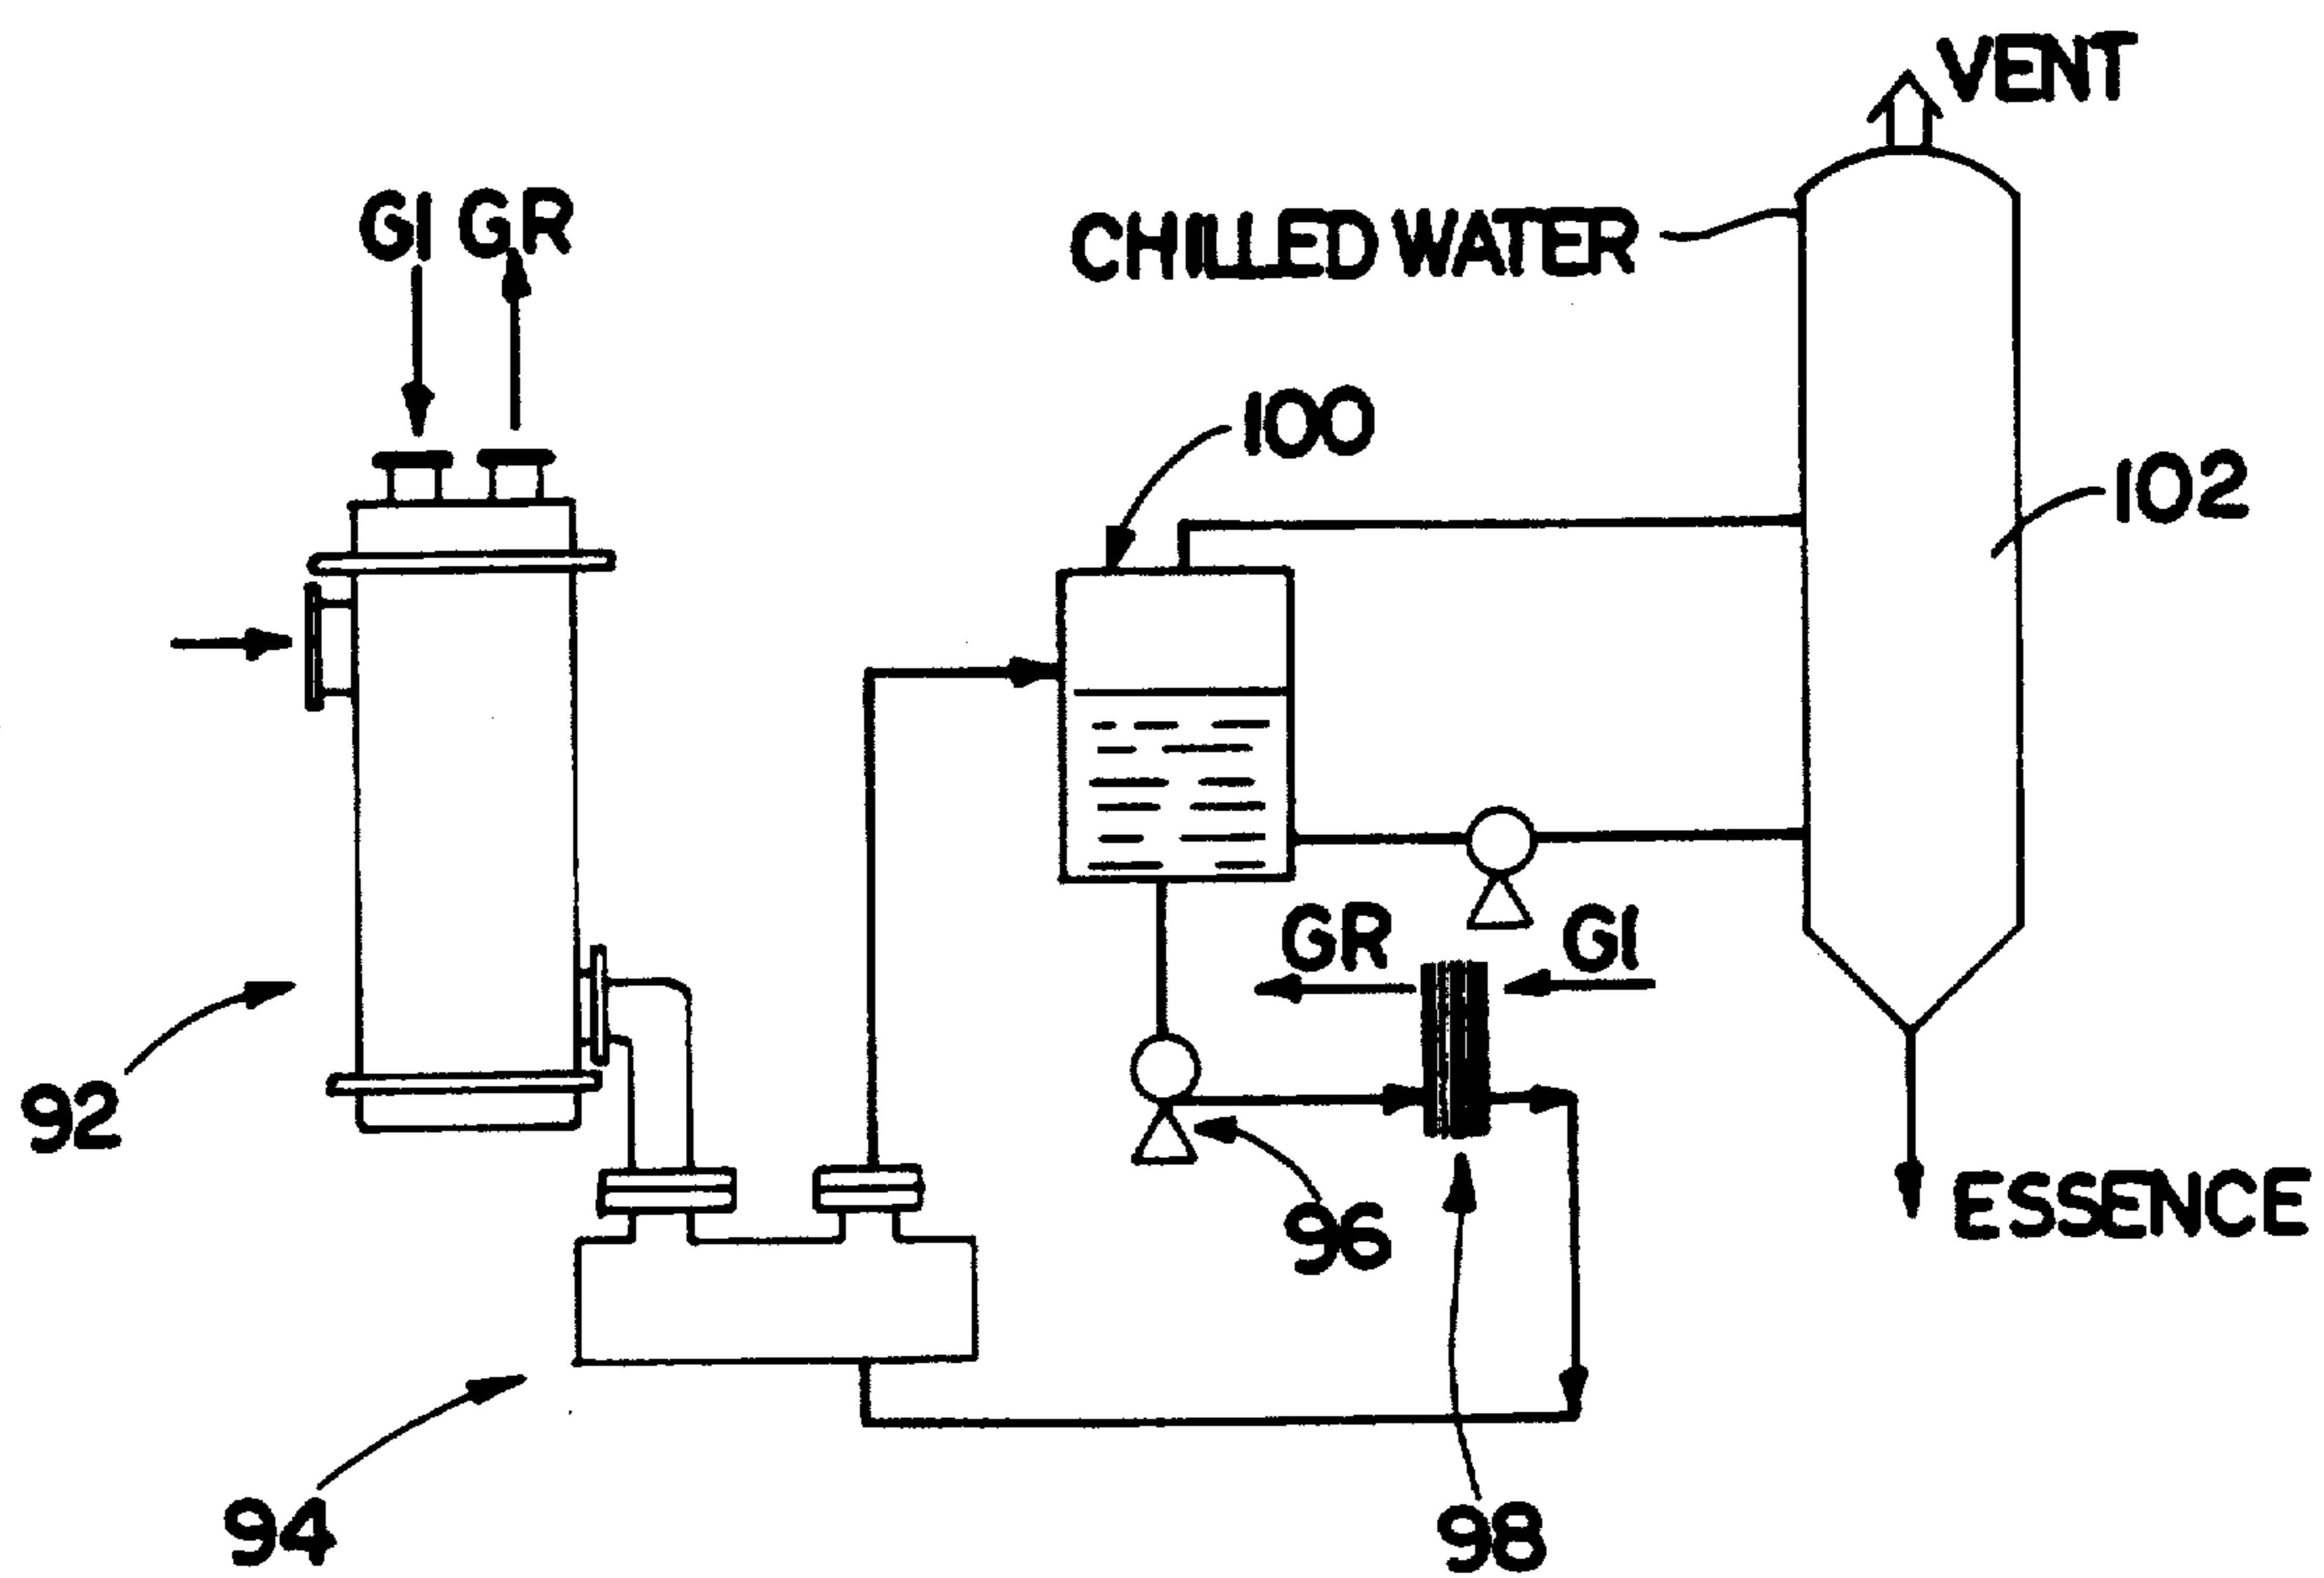 VENT
GI GR
CHILLED WATER
100
102
GR
GI
92
96
ESSENCE
94
98